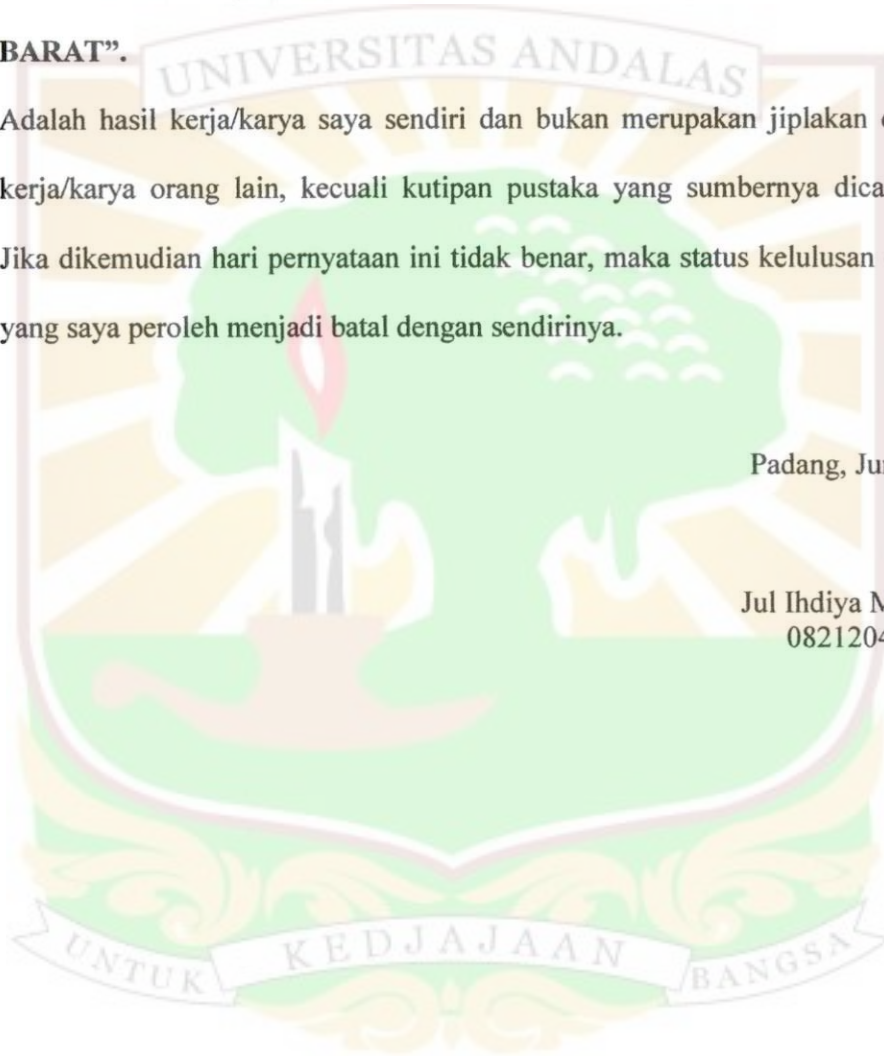 BARAT”.
UNIVERSITAS ANDALAS
Adalah hasil kerja/karya saya sendiri dan bukan merupakan jiplakan
kerja/karya orang lain, kecuali kutipan pustaka yang sumbernya
Jika dikemudian hari pernyataan ini tidak benar, maka status kelulusan
yang saya peroleh menjadi batal dengan sendirinya.
Padang,
Jul Ihdiya
0821204
UNTUK KEDJAJAAN BANGSA